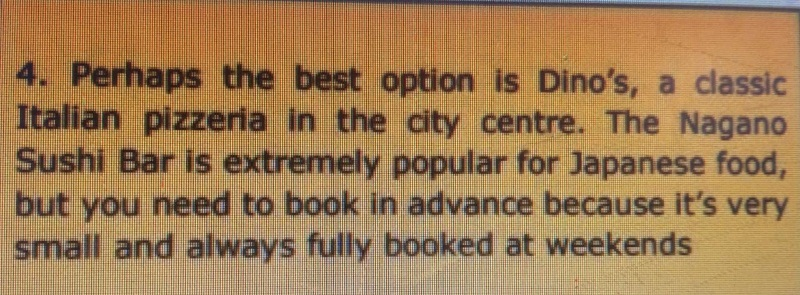 4. Perhaps the best option is Dino's, a classic
Italian pizzeria in the city centre. The Nagano
Sushi Bar is extremely popular for Japanese food,
but you need to book in advance because it's very
small and always fully booked at weekends